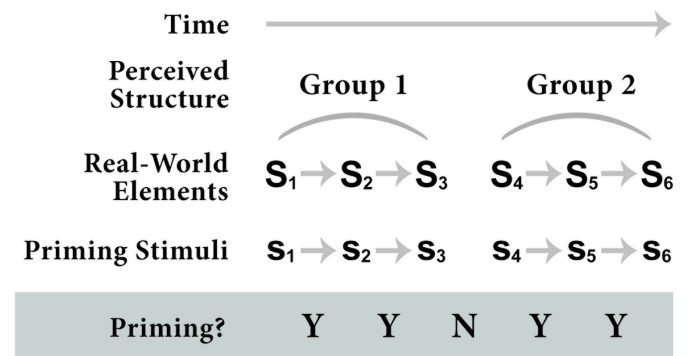 Time
Perceived
Structure
Group 1 Group 2
Real-World
Elements
S₁ → S₂ → S₃ S₄ → S₅ → S₆
Priming Stimuli s₁ → s₂ → s₃ s₄ → s₅ → s₆
Priming? Y Y N Y Y